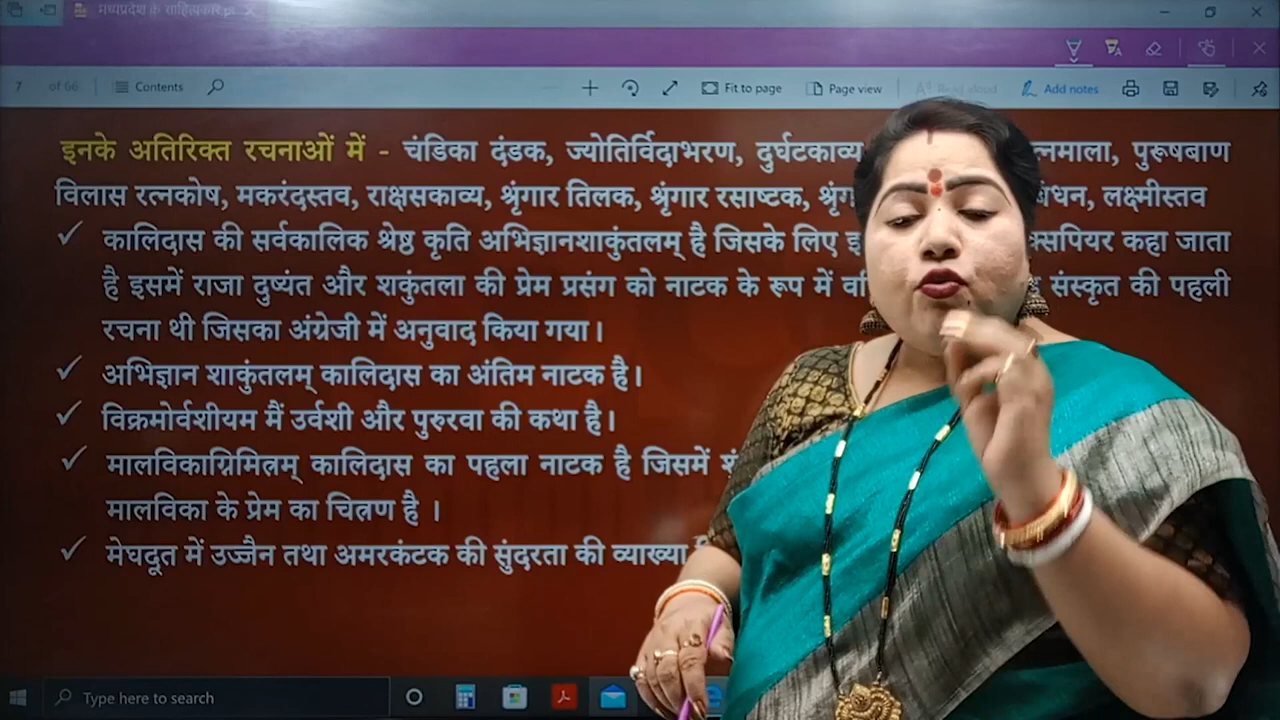 मध्यप्रदेश के साहित्यकार
7 of 66 Contents Fit to page Page view Read aloud Add notes
इनके अतिरिक्त रचनाओं में - चंडिका दंडक, ज्योतिर्विदाभरण, दुर्घटकाव्य पुरूषबाण
विलास रत्नकोष, मकरंदस्तव, राक्षसकाव्य, श्रृंगार तिलक, श्रृंगार रसाष्टक, लक्ष्मीस्तव
✓ कालिदास की सर्वकालिक श्रेष्ठ कृति अभिज्ञानशाकुंतलम् है जिसके लिए कहा जाता
है इसमें राजा दुष्यंत और शकुंतला की प्रेम प्रसंग को नाटक के रूप में संस्कृत की पहली
रचना थी जिसका अंग्रेजी में अनुवाद किया गया।
✓ अभिज्ञान शाकुंतलम् कालिदास का अंतिम नाटक है।
✓ विक्रमोर्वशीयम मैं उर्वशी और पुरुरवा की कथा है।
✓ मालविकाग्निमित्रम् कालिदास का पहला नाटक है जिसमें
मालविका के प्रेम का चित्रण है ।
✓ मेघदूत में उज्जैन तथा अमरकंटक की सुंदरता की व्याख्या
Type here to search